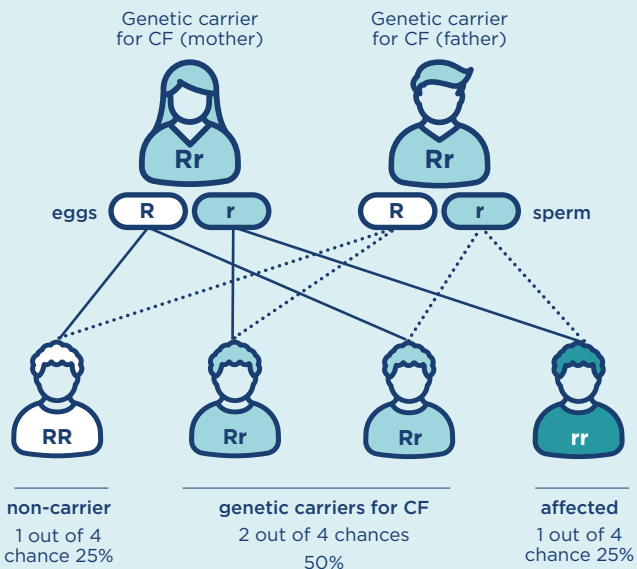 Genetic carrier
for CF (mother)
Genetic carrier
for CF (father)
Rr
Rr
eggs
R
r
R
r
sperm
RR
Rr
Rr
rr
non-carrier
1 out of 4
chance 25%
genetic carriers for CF
2 out of 4 chances
50%
affected
1 out of 4
chance 25%